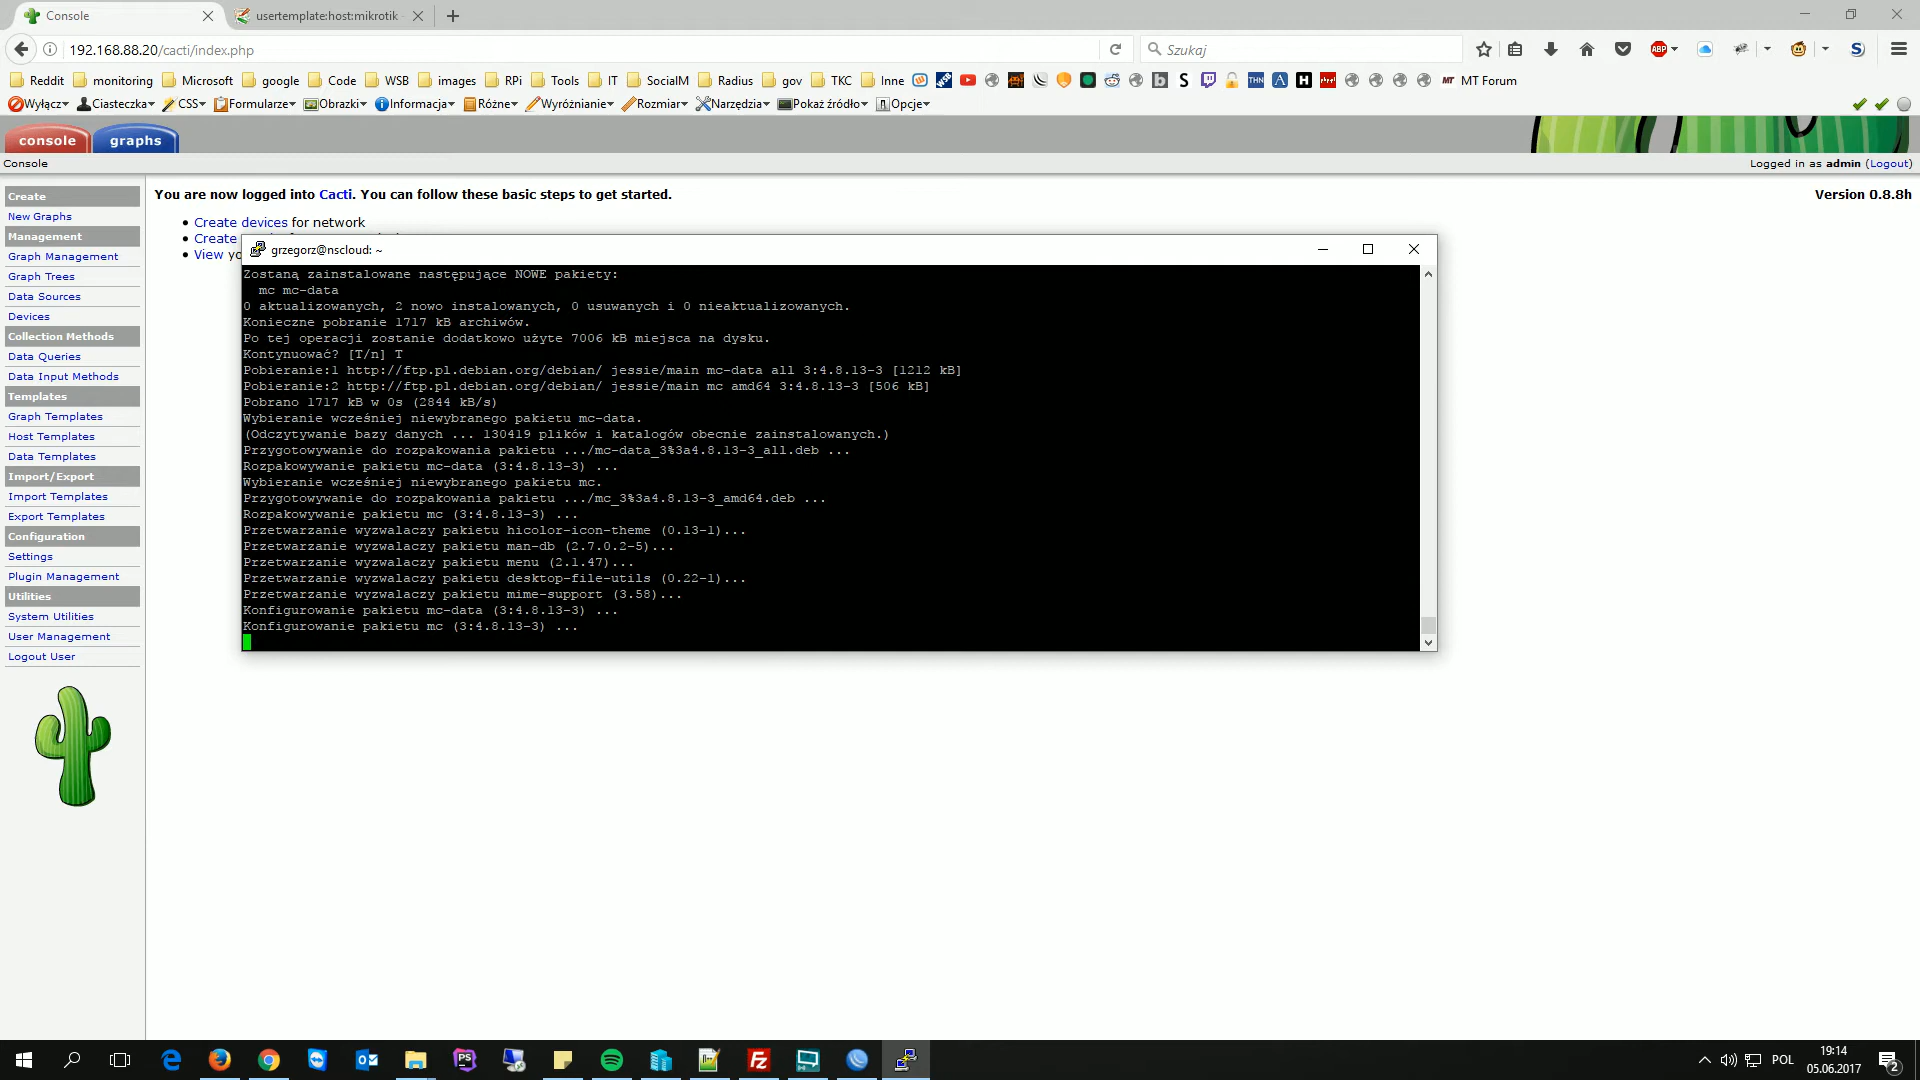 Console
usertemplate:host:mikrotik
192.168.88.20/cacti/index.php
Szukaj
Reddit monitoring Microsoft google Code WSB images RPi Tools IT SocialM Radius gov TKC Inne MT Forum
Wyłącz Ciasteczka CSS Formularze Obrazki Informacja Różne Wyróżnianie Rozmiar Narzędzia Pokaż źródło Opcje
console graphs
Console
Logged in as admin (Logout)
Create
New Graphs
Management
Graph Management
Graph Trees
Data Sources
Devices
Collection Methods
Data Queries
Data Input Methods
Templates
Graph Templates
Host Templates
Data Templates
Import/Export
Import Templates
Export Templates
Configuration
Settings
Plugin Management
Utilities
System Utilities
User Management
Logout User
You are now logged into Cacti. You can follow these basic steps to get started.
Version 0.8.8h
Create devices for network
Create
View yo
grzegorz@nscloud: ~
Zostaną zainstalowane następujące NOWE pakiety:
mc mc-data
0 aktualizowanych, 2 nowo instalowanych, 0 usuwanych i 0 nieaktualizowanych.
Konieczne pobranie 1717 kB archiwów.
Po tej operacji zostanie dodatkowo użyte 7006 kB miejsca na dysku.
Kontynuować? [T/n] T
Pobieranie:1 http://ftp.pl.debian.org/debian/ jessie/main mc-data all 3:4.8.13-3 [1212 kB]
Pobieranie:2 http://ftp.pl.debian.org/debian/ jessie/main mc amd64 3:4.8.13-3 [506 kB]
Pobrano 1717 kB w 0s (2844 kB/s)
Wybieranie wcześniej niewybranego pakietu mc-data.
(Odczytywanie bazy danych ... 130419 plików i katalogów obecnie zainstalowanych.)
Przygotowywanie do rozpakowania pakietu .../mc-data_3%3a4.8.13-3_all.deb ...
Rozpakowywanie pakietu mc-data (3:4.8.13-3) ...
Wybieranie wcześniej niewybranego pakietu mc.
Przygotowywanie do rozpakowania pakietu .../mc_3%3a4.8.13-3_amd64.deb ...
Rozpakowywanie pakietu mc (3:4.8.13-3) ...
Przetwarzanie wyzwalaczy pakietu hicolor-icon-theme (0.13-1)...
Przetwarzanie wyzwalaczy pakietu man-db (2.7.0.2-5)...
Przetwarzanie wyzwalaczy pakietu menu (2.1.47)...
Przetwarzanie wyzwalaczy pakietu desktop-file-utils (0.22-1)...
Przetwarzanie wyzwalaczy pakietu mime-support (3.58)...
Konfigurowanie pakietu mc-data (3:4.8.13-3) ...
Konfigurowanie pakietu mc (3:4.8.13-3) ...
POL
19:14
05.06.2017
2